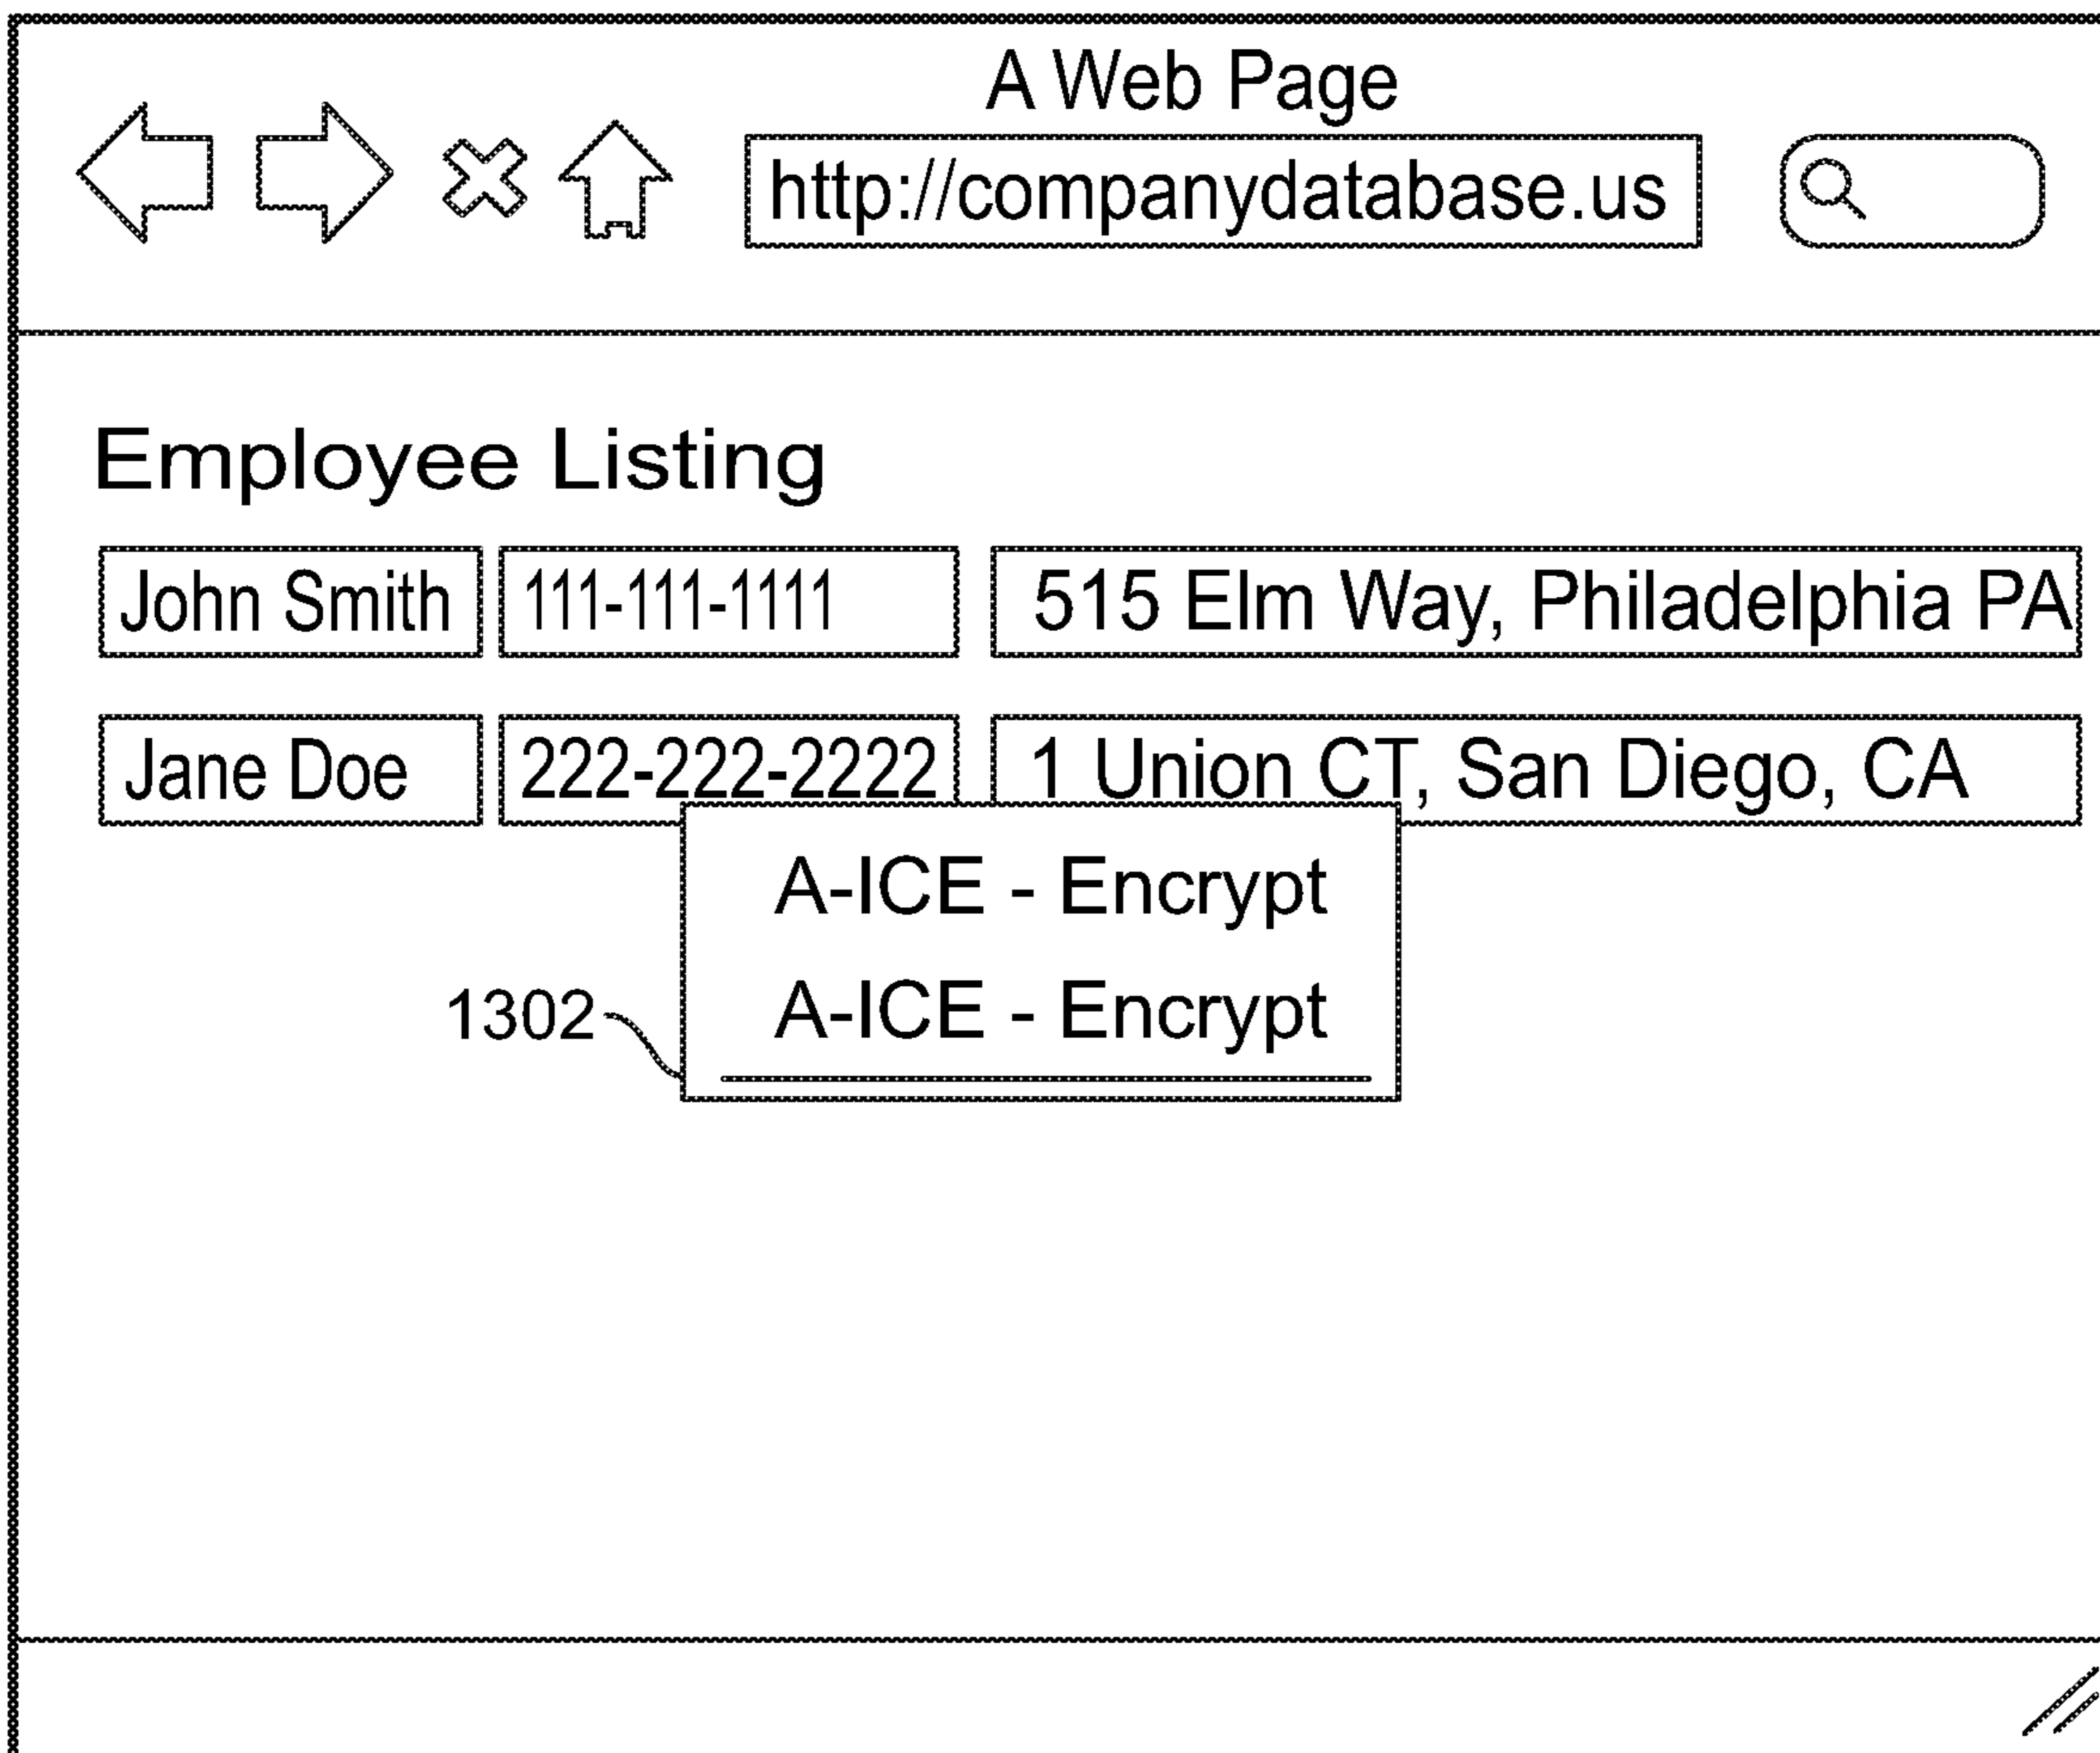 A Web Page
http://companydatabase.us
Employee Listing
John Smith 111-111-1111 515 Elm Way, Philadelphia PA
Jane Doe 222-222-2222 1 Union CT, San Diego, CA
A-ICE - Encrypt
A-ICE - Encrypt
1302